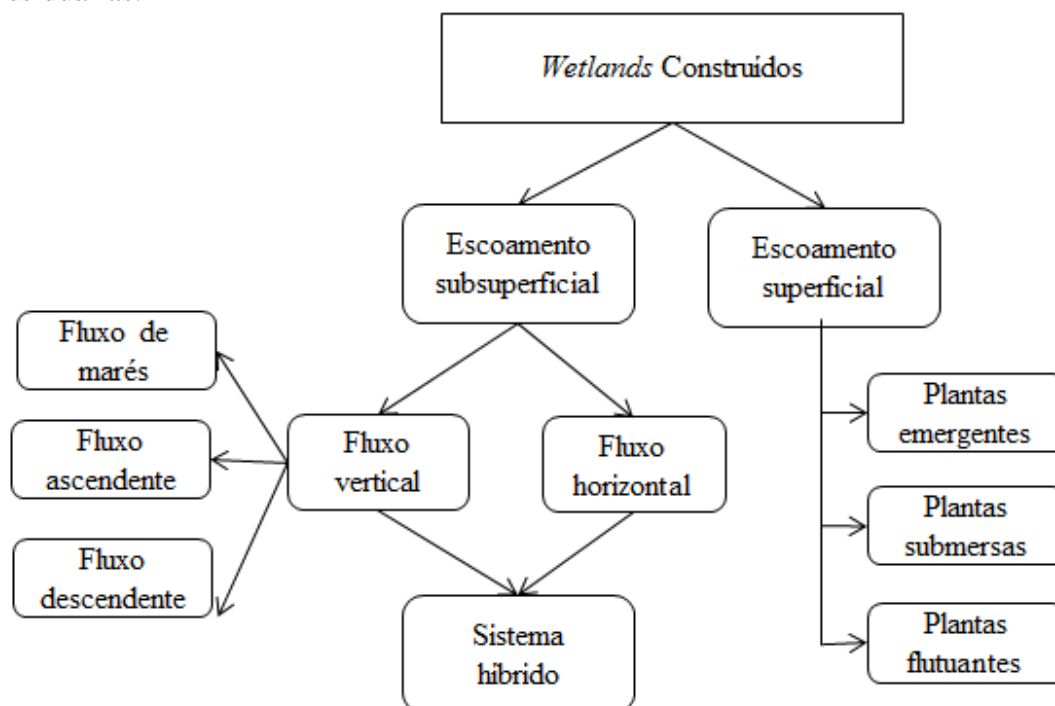 Wetlands Construídos
Escoamento
subsuperficial
Escoamento
superficial
Fluxo de
marés
Fluxo
ascendente
Fluxo
descendente
Fluxo
vertical
Fluxo
horizontal
Sistema
híbrido
Plantas
emergentes
Plantas
submersas
Plantas
flutuantes